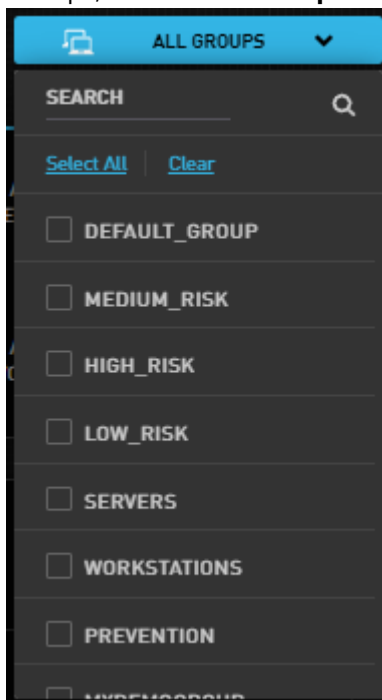 ALL GROUPS
SEARCH
Select All
Clear
DEFAULT_GROUP
MEDIUM_RISK
HIGH_RISK
LOW_RISK
SERVERS
WORKSTATIONS
PREVENTION